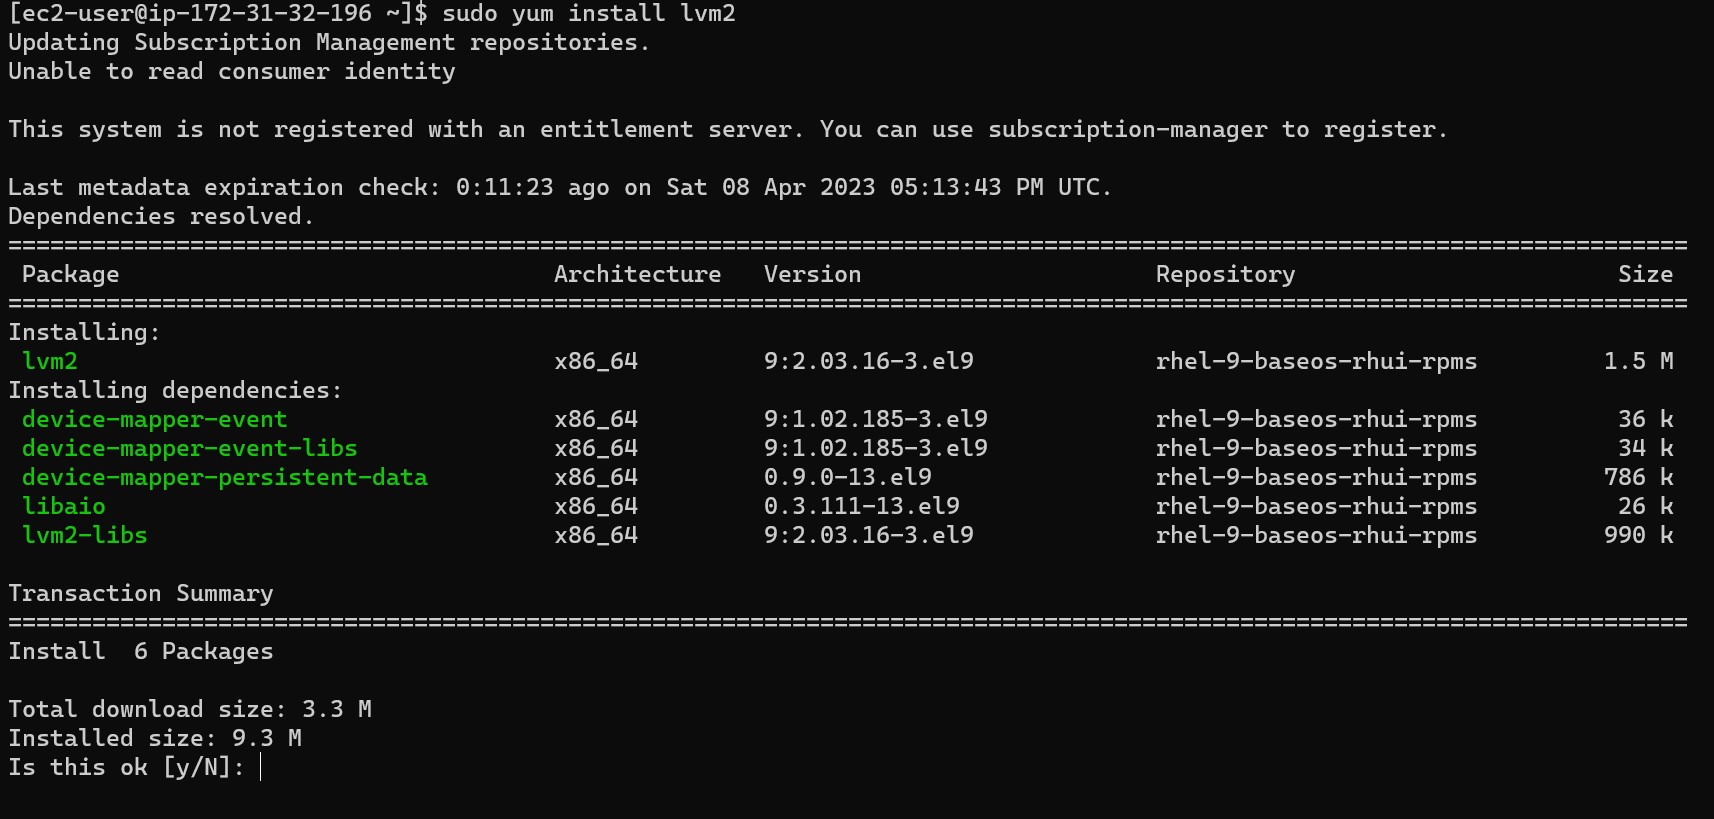 [ec2-user@ip-172-31-32-196 ~]$ sudo yum install lvm2
Updating Subscription Management repositories.
Unable to read consumer identity
This system is not registered with an entitlement server. You can use subscription-manager to register.
Last metadata expiration check: 0:11:23 ago on Sat 08 Apr 2023 05:13:43 PM UTC.
Dependencies resolved.
========================================================================================================================
Package Architecture Version Repository Size
========================================================================================================================
Installing:
lvm2 x86_64 9:2.03.16-3.el9 rhel-9-baseos-rhui-rpms 1.5 M
Installing dependencies:
device-mapper-event x86_64 9:1.02.185-3.el9 rhel-9-baseos-rhui-rpms 36 k
device-mapper-event-libs x86_64 9:1.02.185-3.el9 rhel-9-baseos-rhui-rpms 34 k
device-mapper-persistent-data x86_64 0.9.0-13.el9 rhel-9-baseos-rhui-rpms 786 k
libaio x86_64 0.3.111-13.el9 rhel-9-baseos-rhui-rpms 26 k
lvm2-libs x86_64 9:2.03.16-3.el9 rhel-9-baseos-rhui-rpms 990 k
Transaction Summary
========================================================================================================================
Install 6 Packages
Total download size: 3.3 M
Installed size: 9.3 M
Is this ok [y/N]: